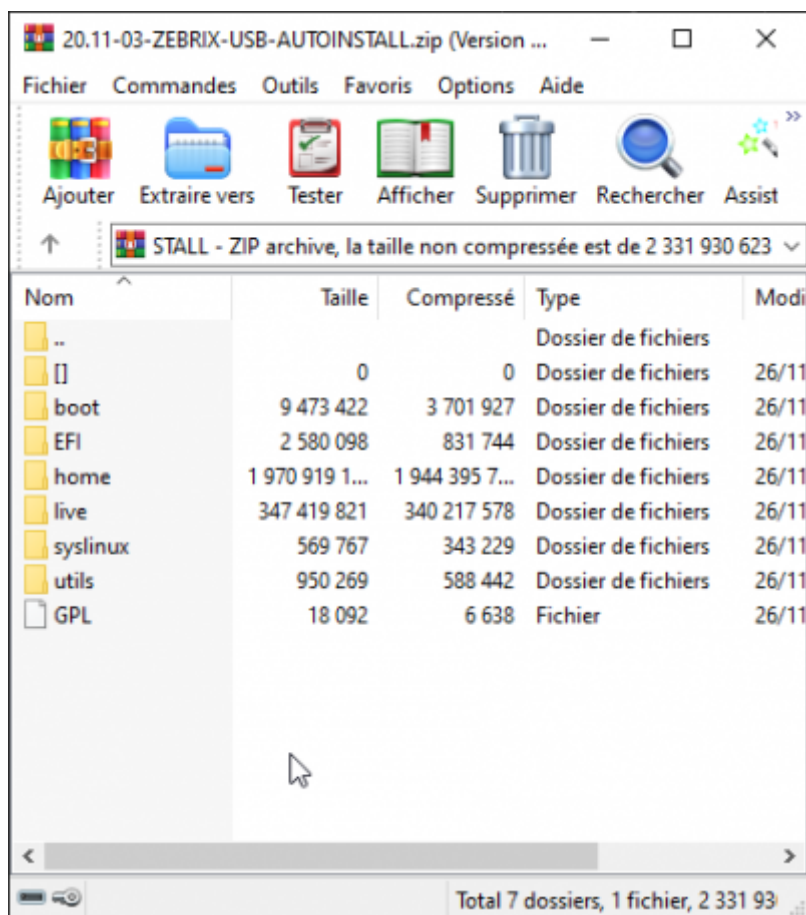 20.11-03-ZEBRIX-USB-AUTOINSTALL.zip (Version ...
Fichier Commandes Outils Favoris Options Aide
Ajouter Extraire vers Tester Afficher Supprimer Rechercher Assist
STALL - ZIP archive, la taille non compressée est de 2 331 930 623
Nom Taille Compressé Type Modi
.. Dossier de fichiers
[] 0 0 Dossier de fichiers 26/11
boot 9 473 422 3 701 927 Dossier de fichiers 26/11
EFI 2 580 098 831 744 Dossier de fichiers 26/11
home 1 970 919 1... 1 944 395 7... Dossier de fichiers 26/11
live 347 419 821 340 217 578 Dossier de fichiers 26/11
syslinux 569 767 343 229 Dossier de fichiers 26/11
utils 950 269 588 442 Dossier de fichiers 26/11
GPL 18 092 6 638 Fichier 26/11
Total 7 dossiers, 1 fichier, 2 331 93